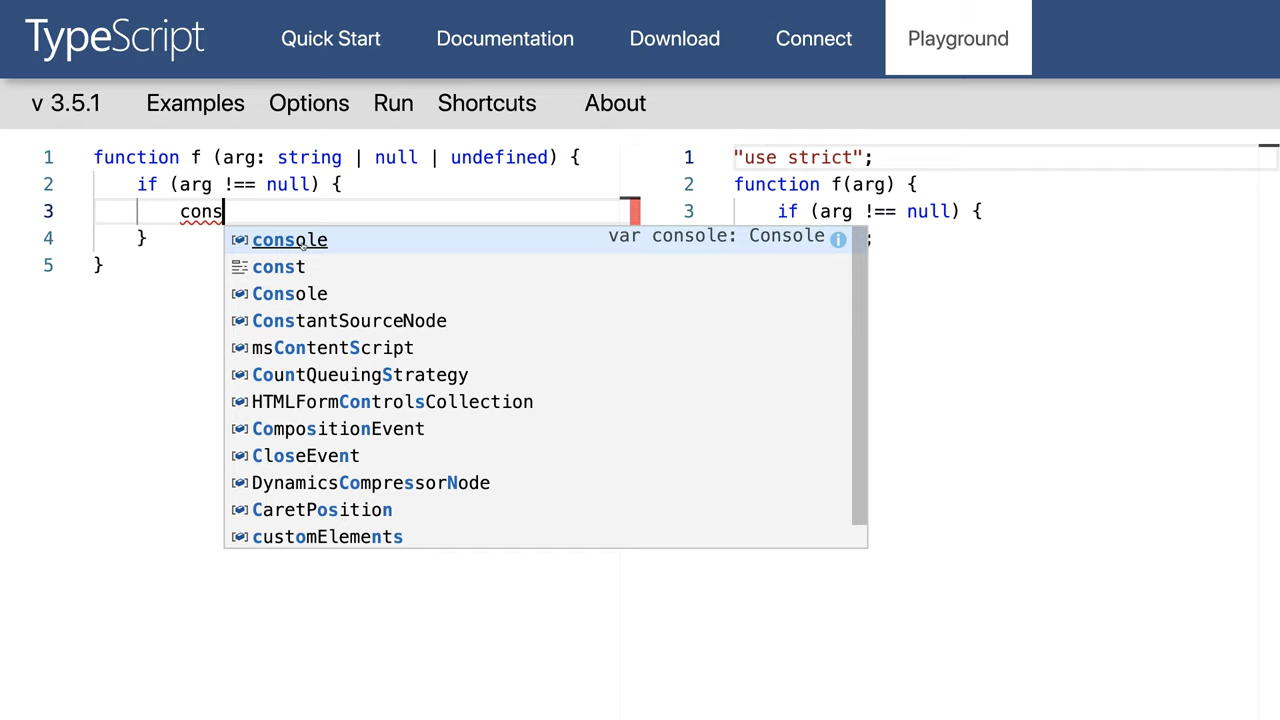 TypeScript Quick Start Documentation Download Connect Playground
v 3.5.1 Examples Options Run Shortcuts About
1 function f (arg: string | null | undefined) {
2 if (arg !== null) {
3 cons
4 }
5 }
console var console: Console
const
Console
ConstantSourceNode
msContentScript
CountQueuingStrategy
HTMLFormControlsCollection
CompositionEvent
CloseEvent
DynamicsCompressorNode
CaretPosition
customElements
1 "use strict";
2 function f(arg) {
3 if (arg !== null) {
;